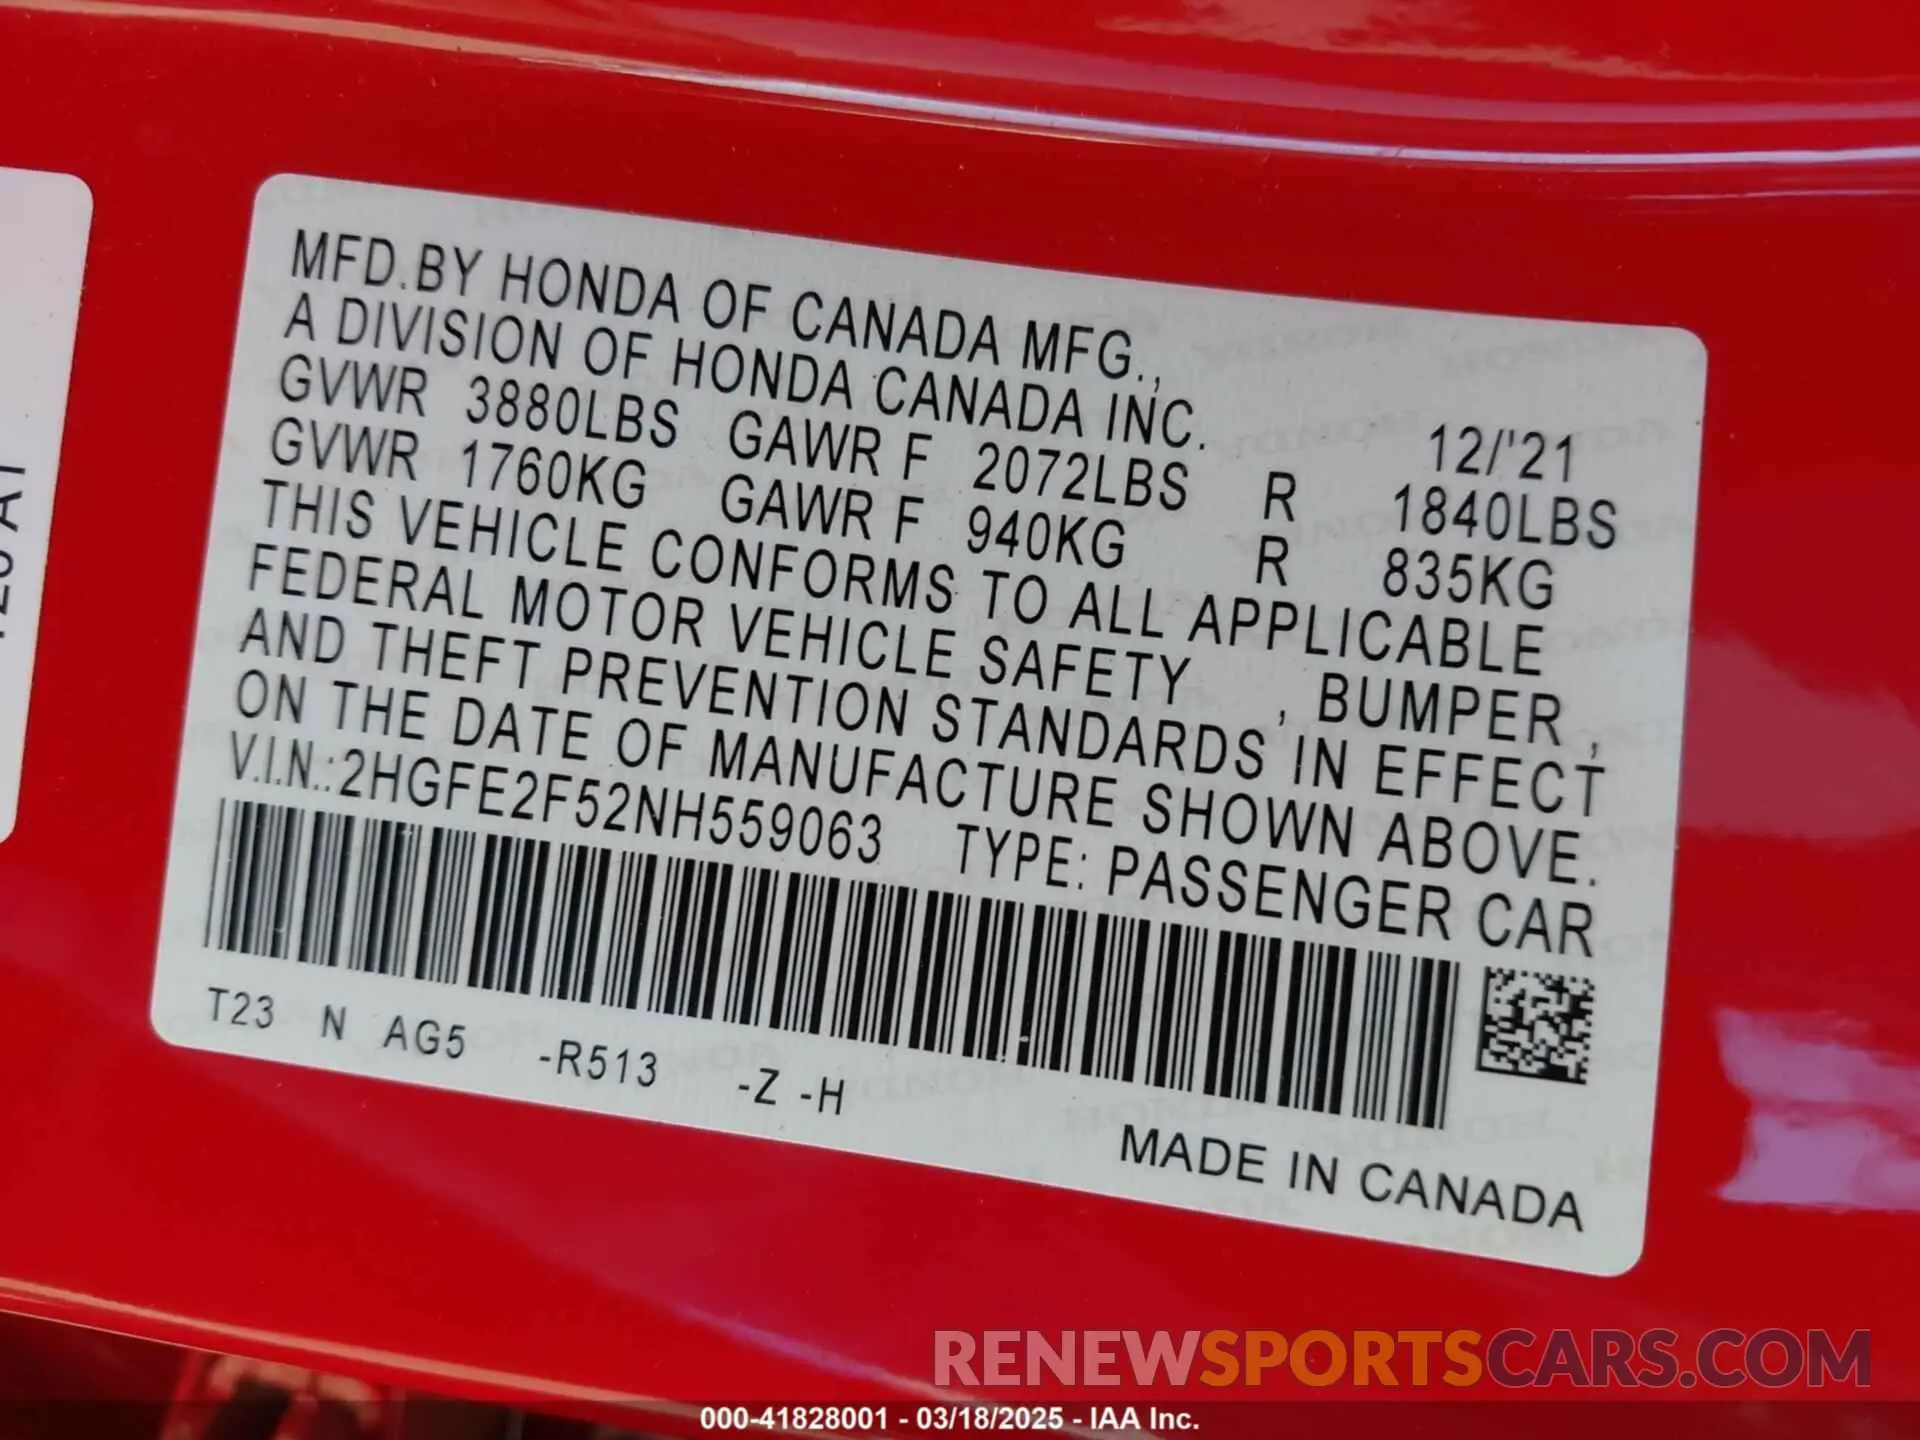 MFD.BY HONDA OF CANADA MFG.,
A DIVISION OF HONDA CANADA INC.
12/'21
GVWR 3880LBS GAWR F 2072LBS R 1840LBS
GVWR 1760KG GAWR F 940KG R 835KG
THIS VEHICLE CONFORMS TO ALL APPLICABLE
FEDERAL MOTOR VEHICLE SAFETY , BUMPER ,
AND THEFT PREVENTION STANDARDS IN EFFECT
ON THE DATE OF MANUFACTURE SHOWN ABOVE.
V.I.N.:2HGFE2F52NH559063 TYPE: PASSENGER CAR
T23 N AG5 -R513 -Z -H
MADE IN CANADA
RENEWSPORTSCARS.COM
000-41828001 - 03/18/2025 - IAA Inc.